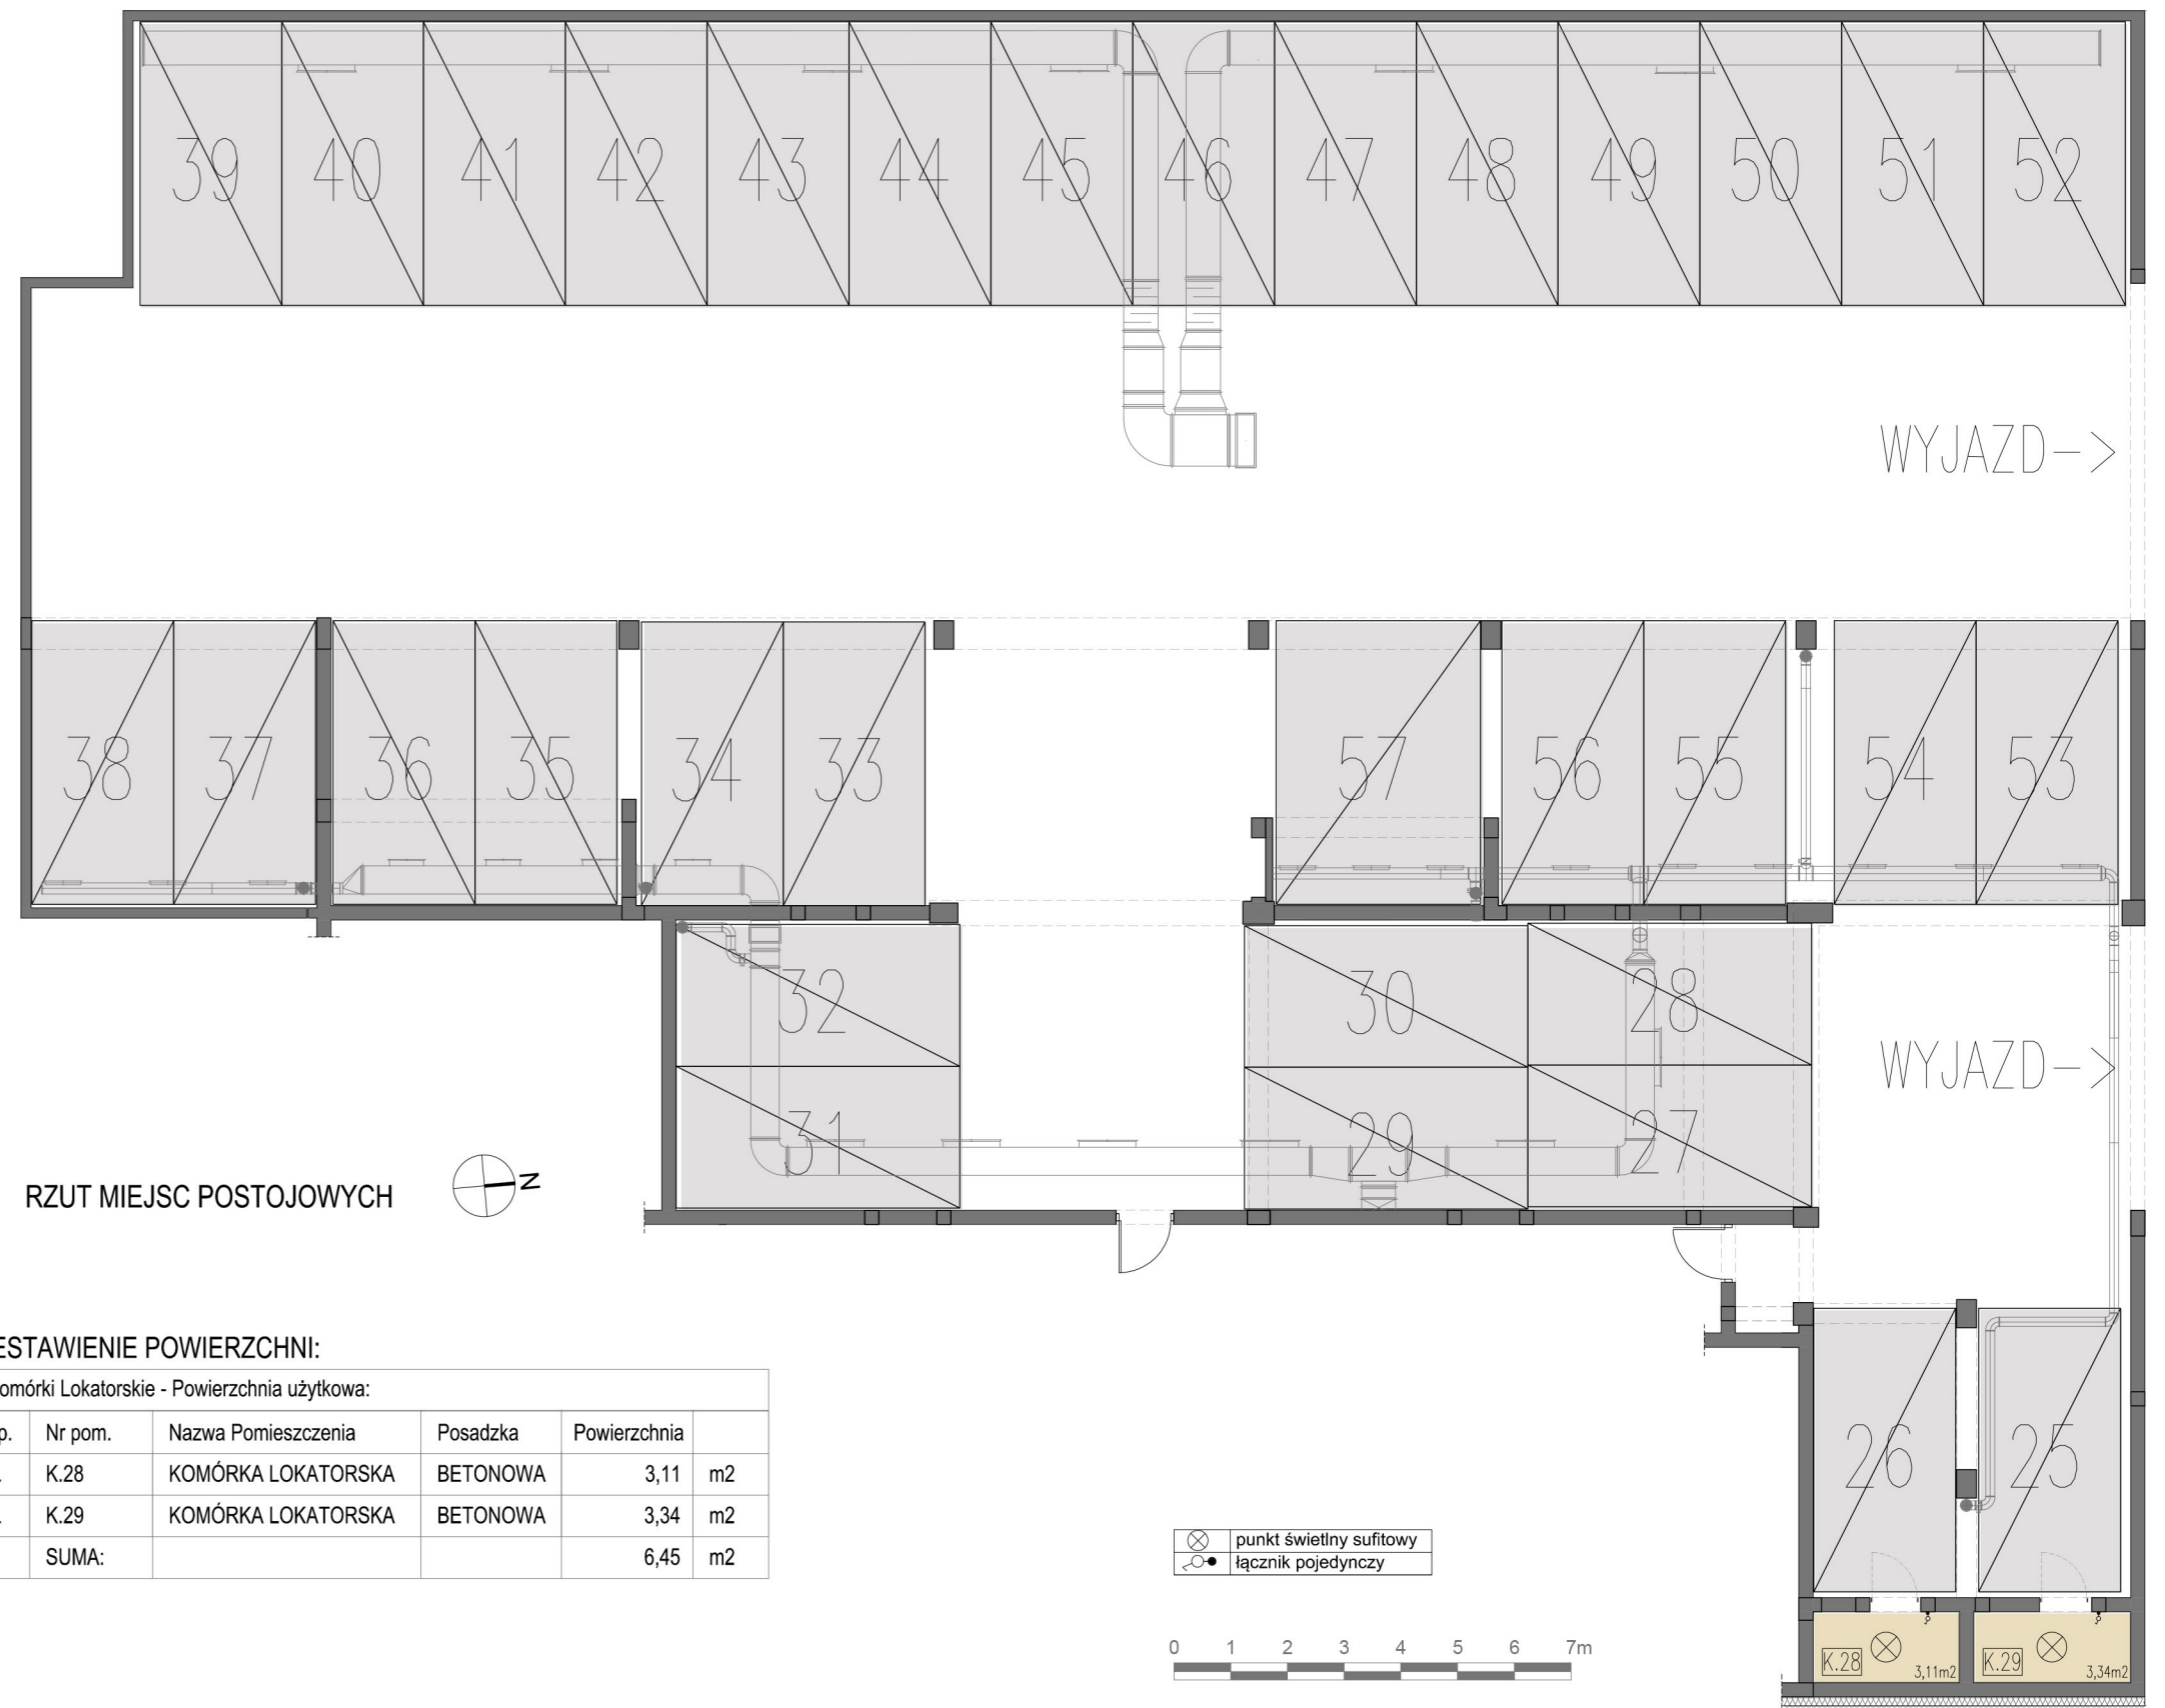 39 40 41 42 43 44 45 46 47 48 49 50 51 52
WYJAZD->
38 37 36 35 34 33 57 56 55 54 53
32 30 28
WYJAZD->
31 29 27
RZUT MIEJSC POSTOJOWYCH
N
26 25
ESTAWIENIE POWIERZCHNI:
omórki Lokatorskie - Powierzchnia użytkowa:
p. Nr pom. Nazwa Pomieszczenia Posadzka Powierzchnia
. K.28 KOMÓRKA LOKATORSKA BETONOWA 3,11 m2
. K.29 KOMÓRKA LOKATORSKA BETONOWA 3,34 m2
SUMA: 6,45 m2
punkt świetlny sufitowy
łącznik pojedynczy
0 1 2 3 4 5 6 7m
K.28 3,11m2
K.29 3,34m2